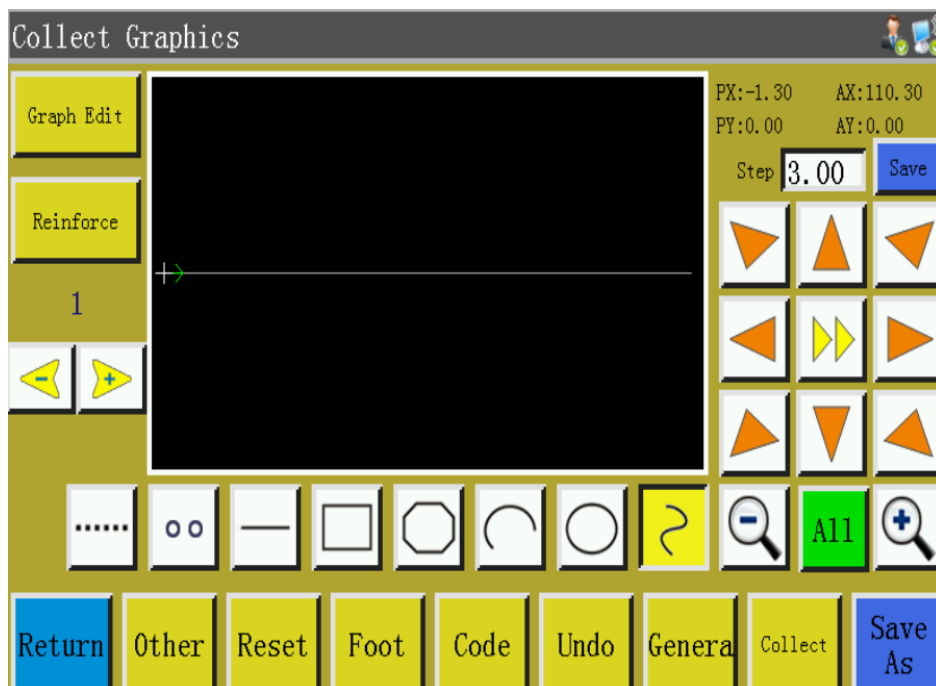 Collect Graphics
Graph Edit
PX:-1.30 AX:110.30
PY:0.00 AY:0.00
Step 3.00 Save
Reinforce
1
- +
All
Return Other Reset Foot Code Undo Genera Collect Save
As